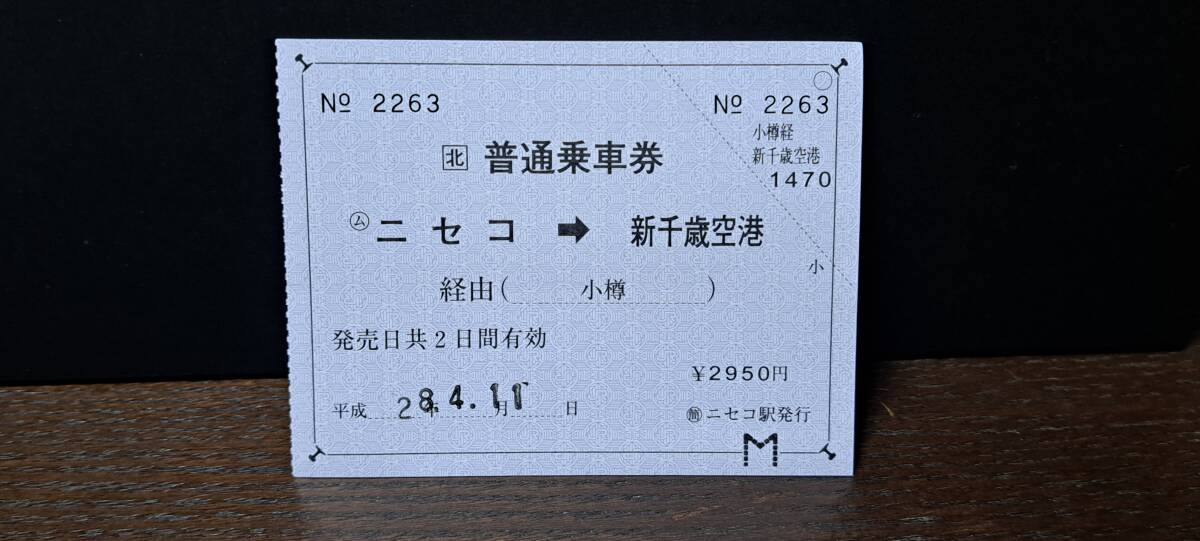 № 2263
№ 2263
小樽経
新千歳空港
1470
北 普通乗車券
ム ニセコ ➡ 新千歳空港
小
経由( 小樽 )
発売日共2日間有効
¥2950円
平成 28年4.月11日
簡 ニセコ駅発行
M